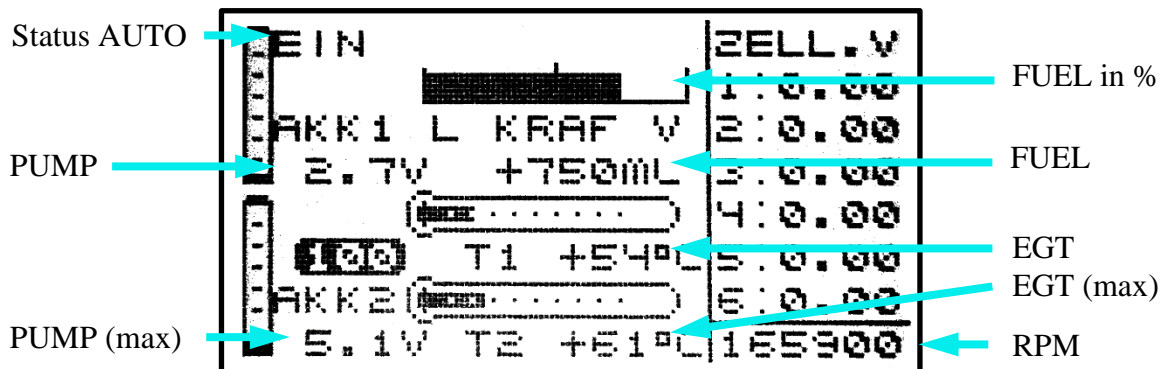 Status AUTO
EIN
ZELL.V
FUEL in %
1:0.00
AKK1 L KRAF V
2:0.00
PUMP
2.7V +750mL
3:0.00
FUEL
4:0.00
T1 +54°C
5:0.00
EGT
AKK2
6:0.00
EGT (max)
PUMP (max)
5.1V T2 +61°C
165900
RPM